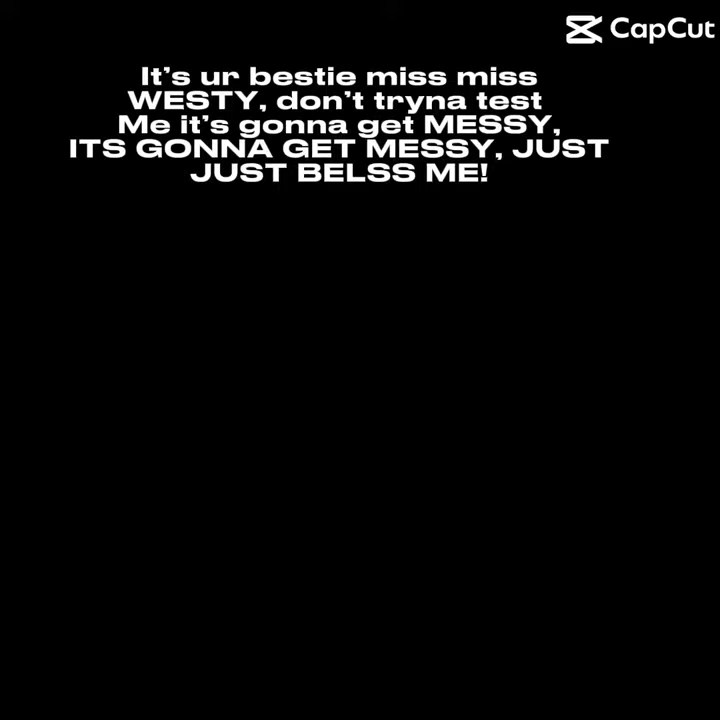 CapCut
It's ur bestie miss miss
WESTY, don't tryna test
Me it's gonna get MESSY,
ITS GONNA GET MESSY, JUST
JUST BELSS ME!